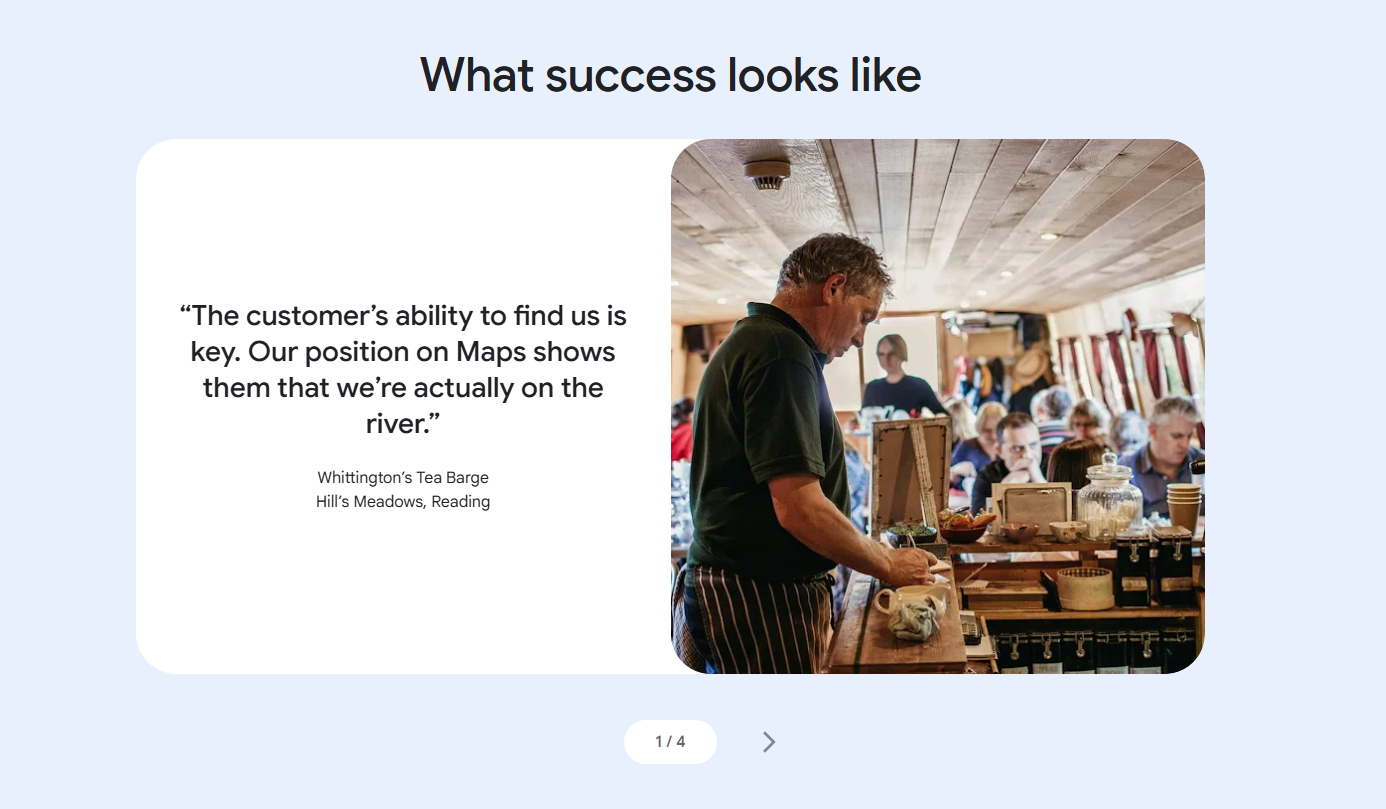 What success looks like
“The customer’s ability to find us is
key. Our position on Maps shows
them that we’re actually on the
river.”
Whittington’s Tea Barge
Hill’s Meadows, Reading
1 / 4